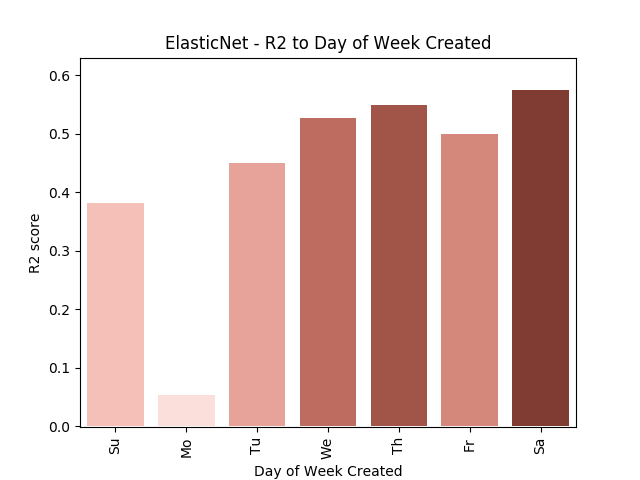 ElasticNet - R2 to Day of Week Created
0.6
0.5
0.4
0.3
0.2
0.1
0.0
R2 score
Su Mo Tu We Th Fr Sa
Day of Week Created